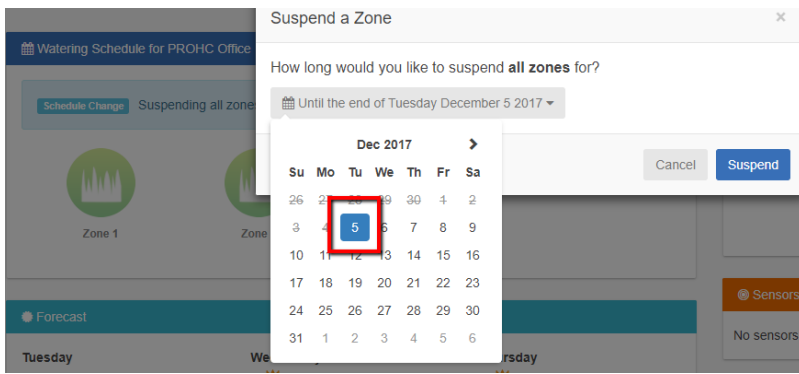 Suspend a Zone ×
Watering Schedule for PROHC Office
How long would you like to suspend all zones for?
Schedule Change Suspending all zone
Until the end of Tuesday December 5 2017
Dec 2017
Cancel Suspend
Su Mo Tu We Th Fr Sa
26 27 28 29 30 1 2
3 4 5 6 7 8 9
10 11 12 13 14 15 16
17 18 19 20 21 22 23
24 25 26 27 28 29 30
31 1 2 3 4 5 6
Zone 1 Zone
Sensors
Forecast
No sensors
Tuesday